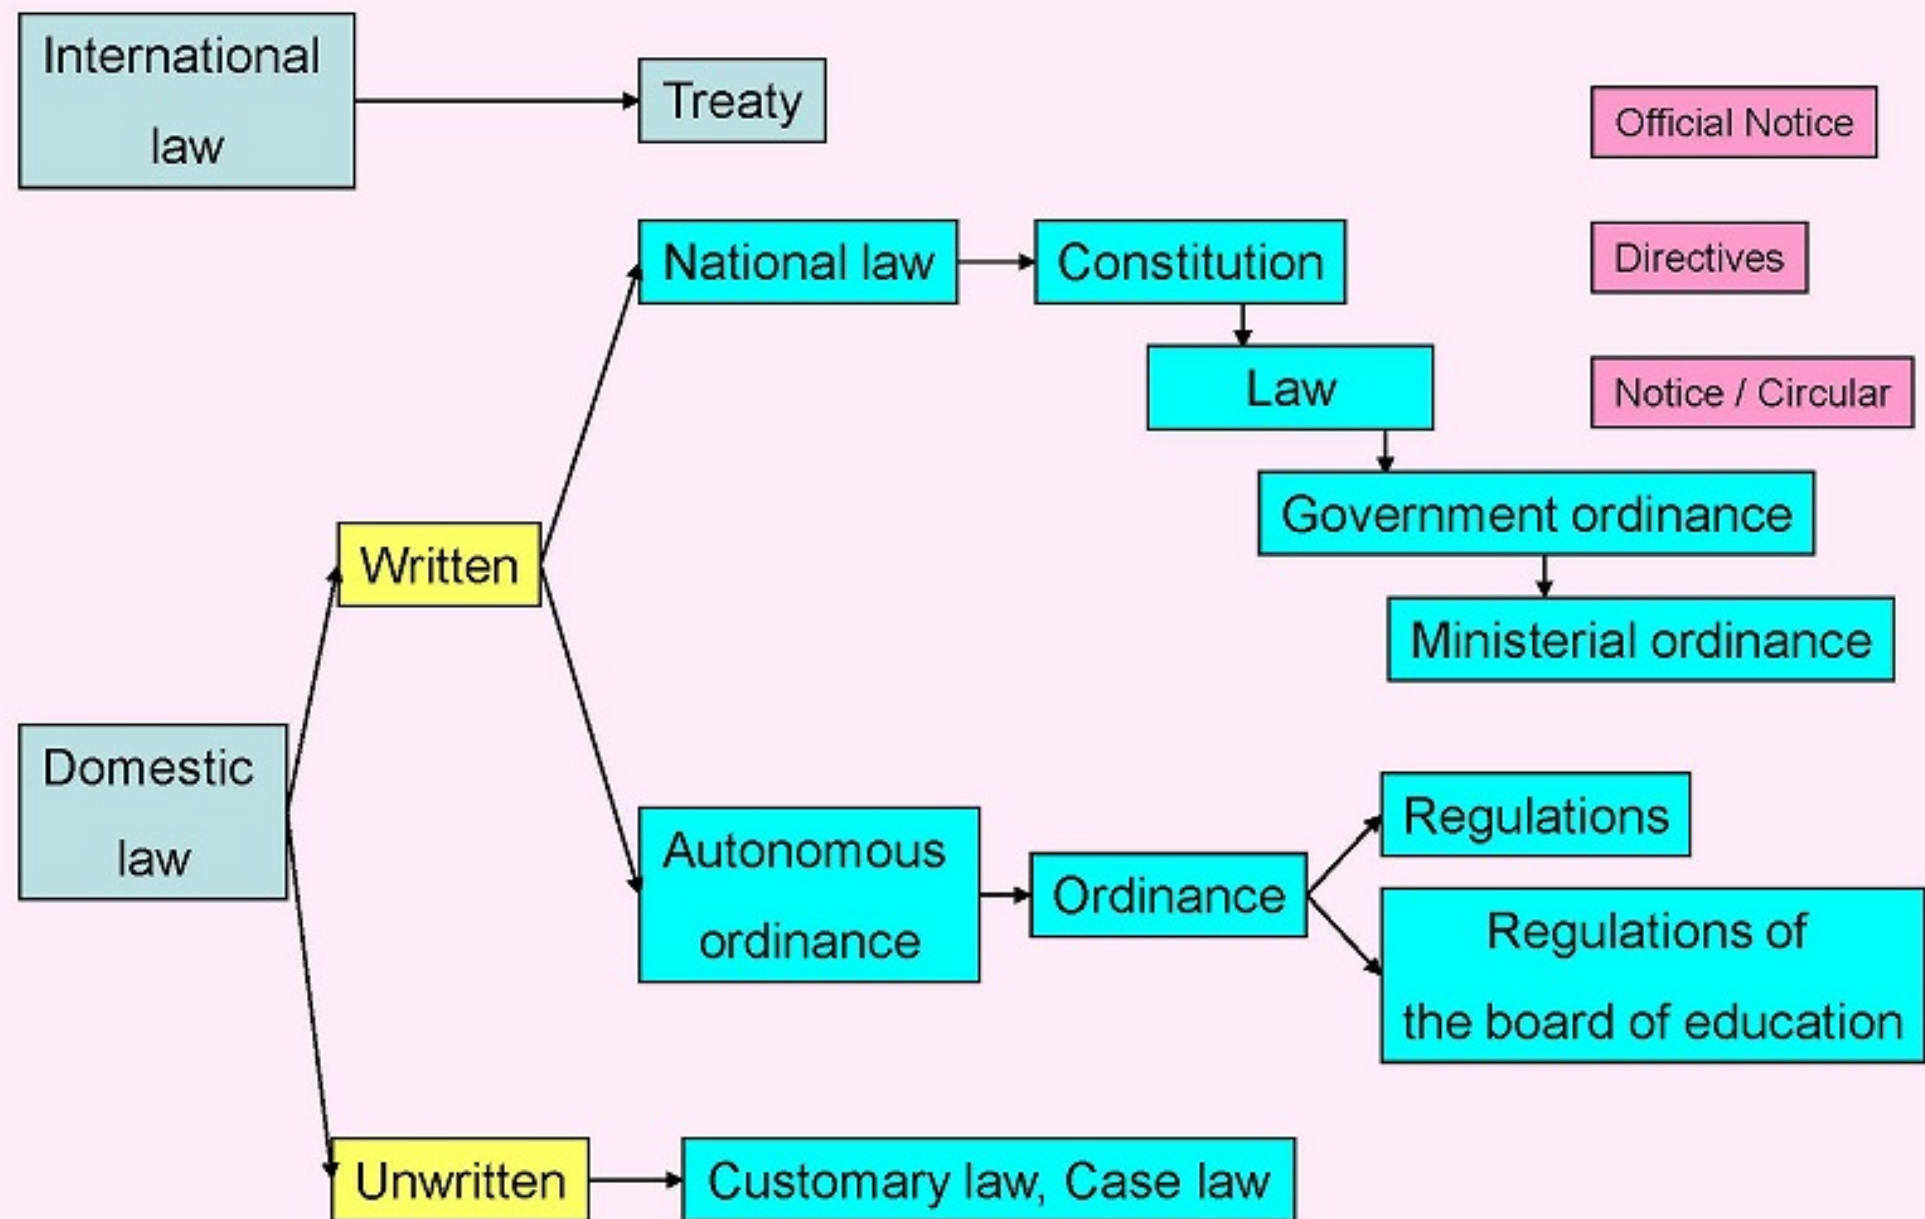 International
law
Treaty
Official Notice
National law
Constitution
Directives
Law
Notice / Circular
Government ordinance
Written
Ministerial ordinance
Domestic
law
Autonomous
ordinance
Ordinance
Regulations
Regulations of
the board of education
Unwritten
Customary law, Case law